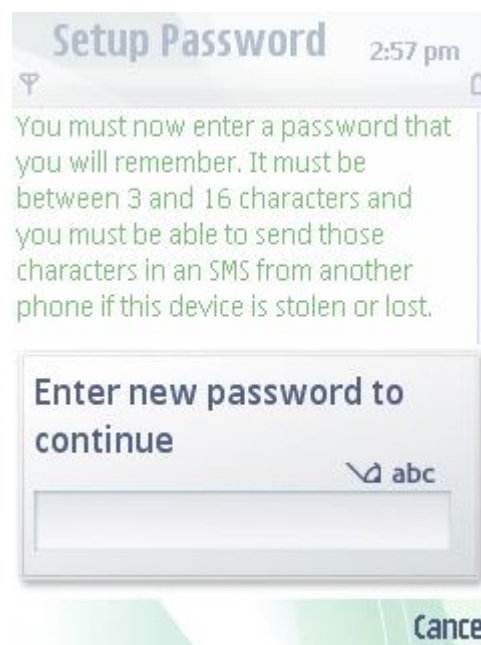 Setup Password
2:57 pm
You must now enter a password that
you will remember. It must be
between 3 and 16 characters and
you must be able to send those
characters in an SMS from another
phone if this device is stolen or lost.
Enter new password to
continue
abc
Cance